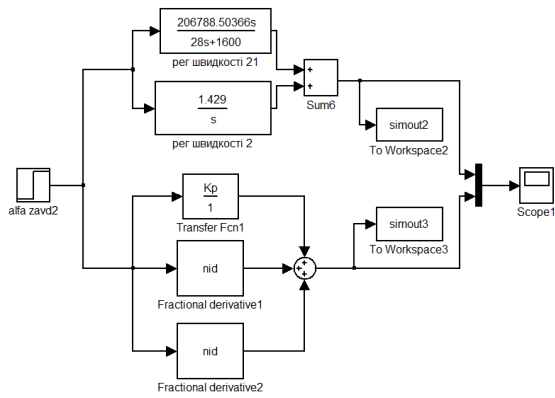 206788.50366s
28s+1600
рег швидкості 21
1.429
s
рег швидкості 2
Sum6
simout2
To Workspace2
alfa zavd2
Kp
1
Transfer Fcn1
nid
Fractional derivative1
nid
Fractional derivative2
simout3
To Workspace3
Scope1